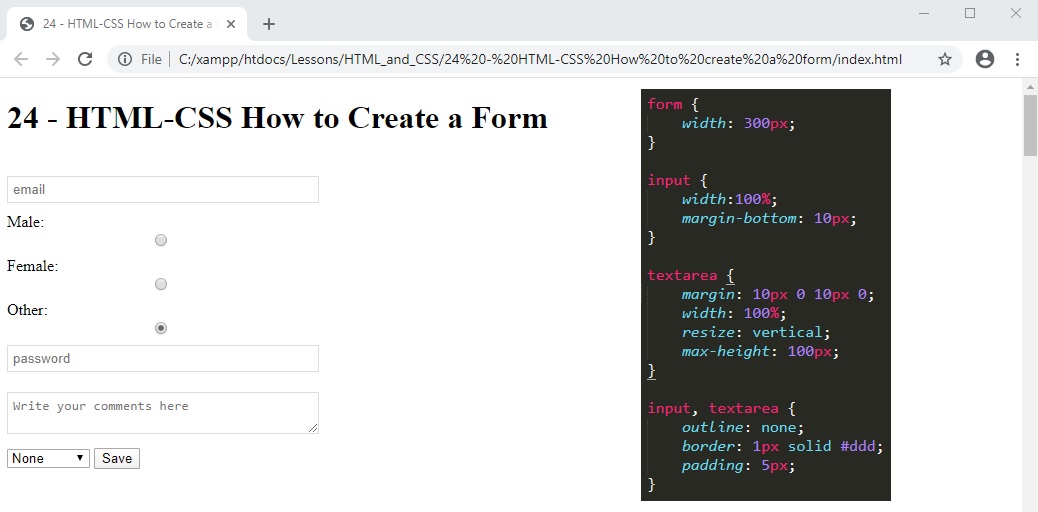 24 - HTML-CSS How to Create a
File | C:/xampp/htdocs/Lessons/HTML_and_CSS/24%20-%20HTML-CSS%20How%20to%20create%20a%20form/index.html
24 - HTML-CSS How to Create a Form
email
Male:
Female:
Other:
password
Write your comments here
None Save
form {
width: 300px;
}
input {
width:100%;
margin-bottom: 10px;
}
textarea {
margin: 10px 0 10px 0;
width: 100%;
resize: vertical;
max-height: 100px;
}
input, textarea {
outline: none;
border: 1px solid #ddd;
padding: 5px;
}